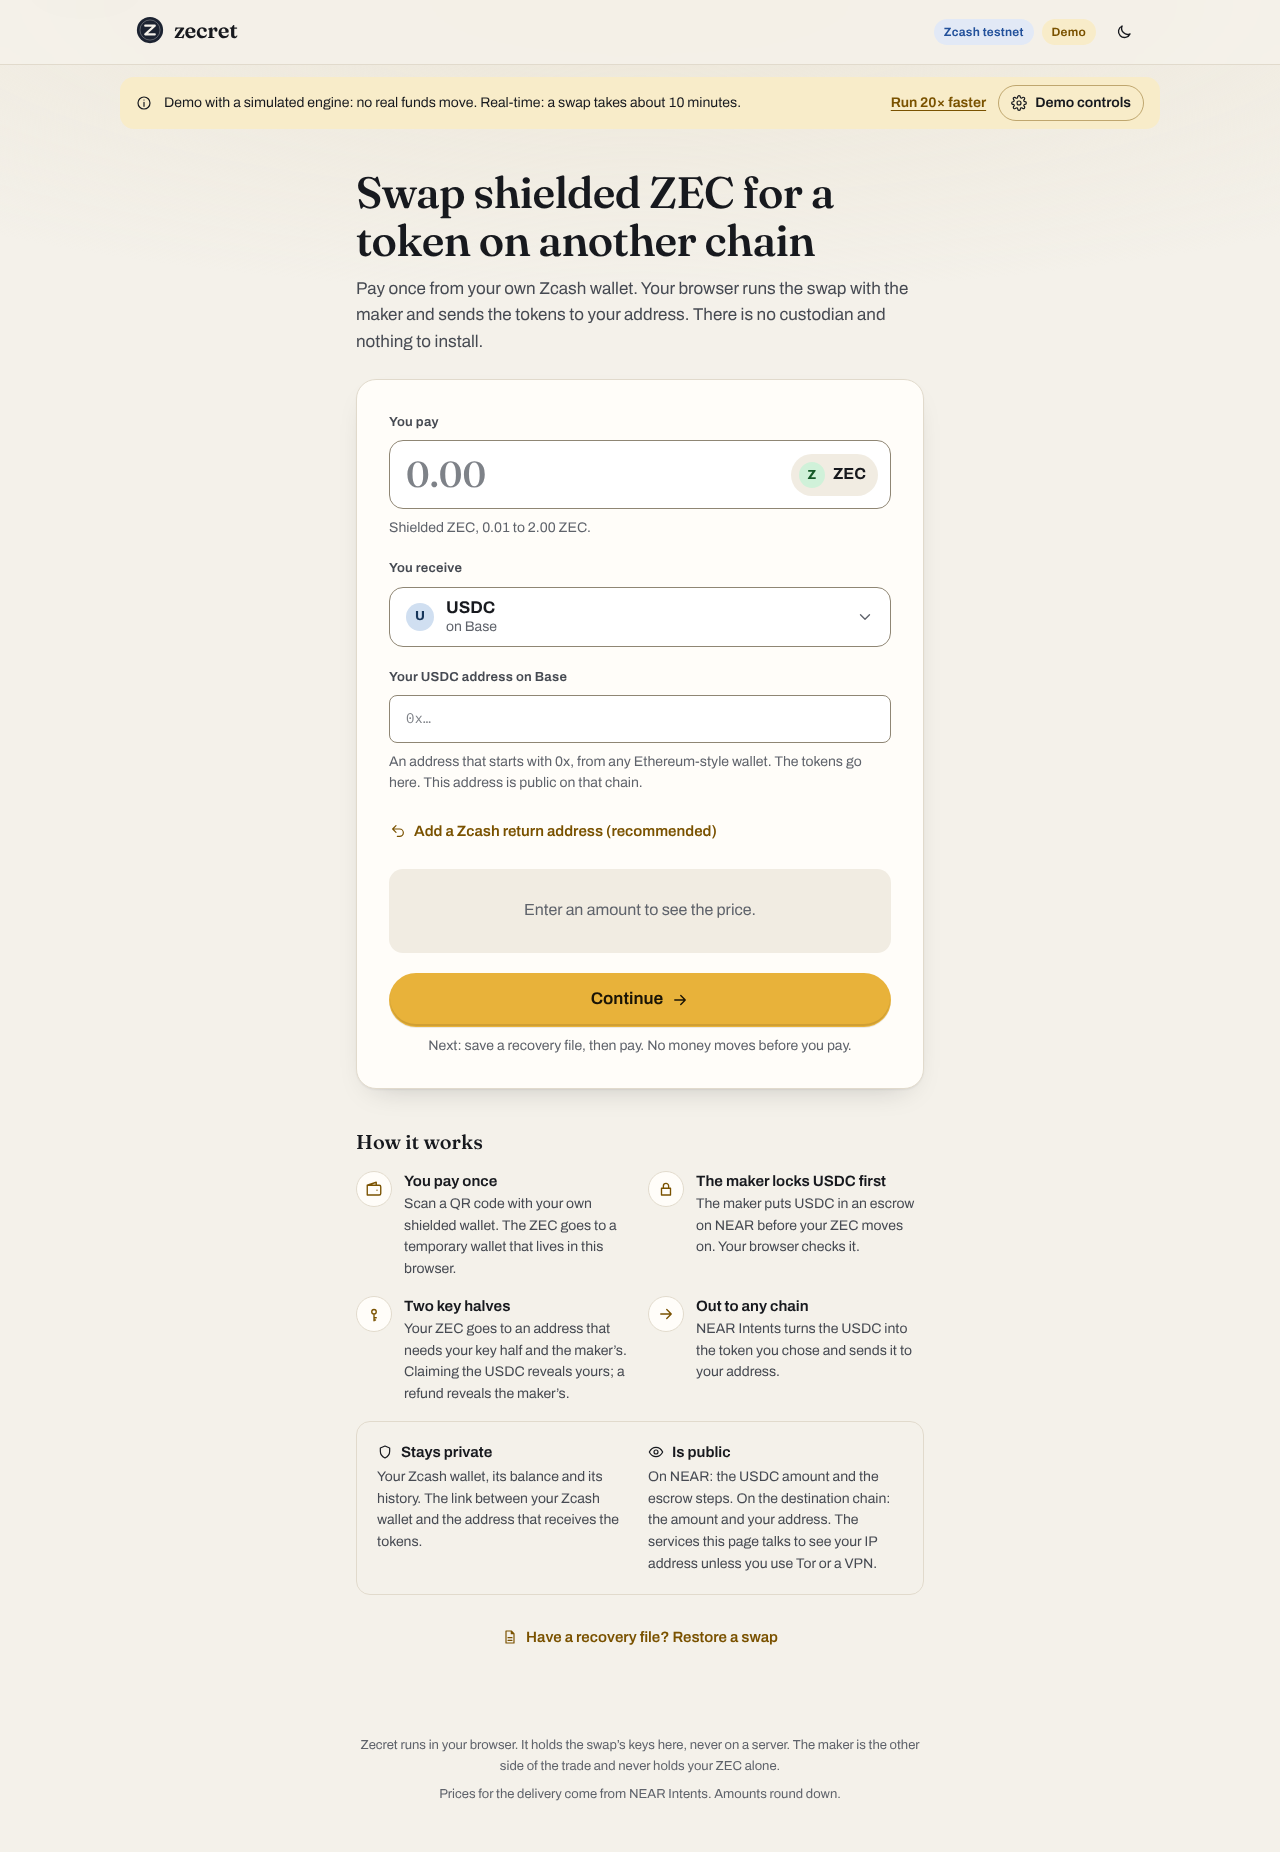 zecret
Zcash testnet
Demo
Demo with a simulated engine: no real funds move. Real-time: a swap takes about 10 minutes.
Run 20× faster
Demo controls
Swap shielded ZEC for a
token on another chain
Pay once from your own Zcash wallet. Your browser runs the swap with the
maker and sends the tokens to your address. There is no custodian and
nothing to install.
You pay
0.00
Z ZEC
Shielded ZEC, 0.01 to 2.00 ZEC.
You receive
U USDC
on Base
Your USDC address on Base
0x…
An address that starts with 0x, from any Ethereum-style wallet. The tokens go
here. This address is public on that chain.
Add a Zcash return address (recommended)
Enter an amount to see the price.
Continue →
Next: save a recovery file, then pay. No money moves before you pay.
How it works
You pay once
Scan a QR code with your own
shielded wallet. The ZEC goes to a
temporary wallet that lives in this
browser.
The maker locks USDC first
The maker puts USDC in an escrow
on NEAR before your ZEC moves
on. Your browser checks it.
Two key halves
Your ZEC goes to an address that
needs your key half and the maker’s.
Claiming the USDC reveals yours; a
refund reveals the maker’s.
Out to any chain
NEAR Intents turns the USDC into
the token you chose and sends it to
your address.
Stays private
Your Zcash wallet, its balance and its
history. The link between your Zcash
wallet and the address that receives the
tokens.
Is public
On NEAR: the USDC amount and the
escrow steps. On the destination chain:
the amount and your address. The
services this page talks to see your IP
address unless you use Tor or a VPN.
Have a recovery file? Restore a swap
Zecret runs in your browser. It holds the swap’s keys here, never on a server. The maker is the other
side of the trade and never holds your ZEC alone.
Prices for the delivery come from NEAR Intents. Amounts round down.